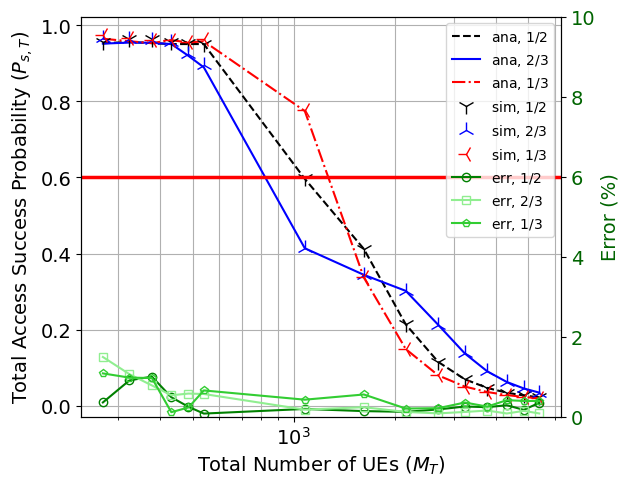 Total Access Success Probability (P_{s,T})
1.0
0.8
0.6
0.4
0.2
0.0
10
8
6
4
2
0
Error (%)
ana, 1/2
ana, 2/3
ana, 1/3
sim, 1/2
sim, 2/3
sim, 1/3
err, 1/2
err, 2/3
err, 1/3
10^3
Total Number of UEs (M_T)